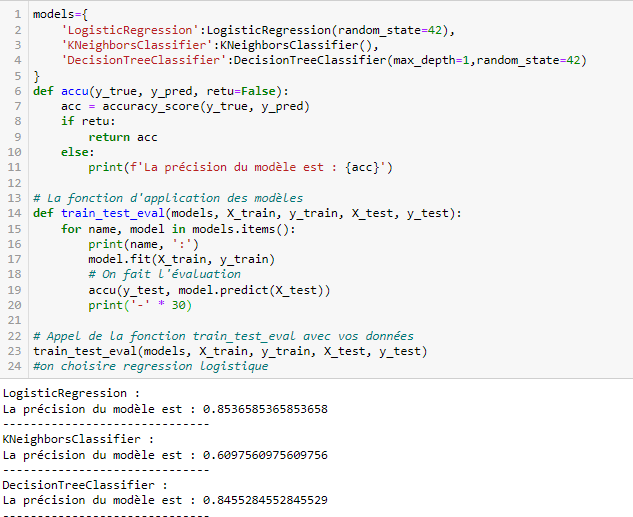 1 models={
2     'LogisticRegression':LogisticRegression(random_state=42),
3     'KNeighborsClassifier':KNeighborsClassifier(),
4     'DecisionTreeClassifier':DecisionTreeClassifier(max_depth=1,random_state=42)
5 }
6 def accu(y_true, y_pred, retu=False):
7     acc = accuracy_score(y_true, y_pred)
8     if retu:
9         return acc
10     else:
11         print(f'La précision du modèle est : {acc}')
12
13 # La fonction d'application des modèles
14 def train_test_eval(models, X_train, y_train, X_test, y_test):
15     for name, model in models.items():
16         print(name, ':')
17         model.fit(X_train, y_train)
18         # On fait l'évaluation
19         accu(y_test, model.predict(X_test))
20         print('-' * 30)
21
22 # Appel de la fonction train_test_eval avec vos données
23 train_test_eval(models, X_train, y_train, X_test, y_test)
24 #on choisire regression logistique
LogisticRegression :
La précision du modèle est : 0.8536585365853658
------------------------------
KNeighborsClassifier :
La précision du modèle est : 0.6097560975609756
------------------------------
DecisionTreeClassifier :
La précision du modèle est : 0.8455284552845529
------------------------------